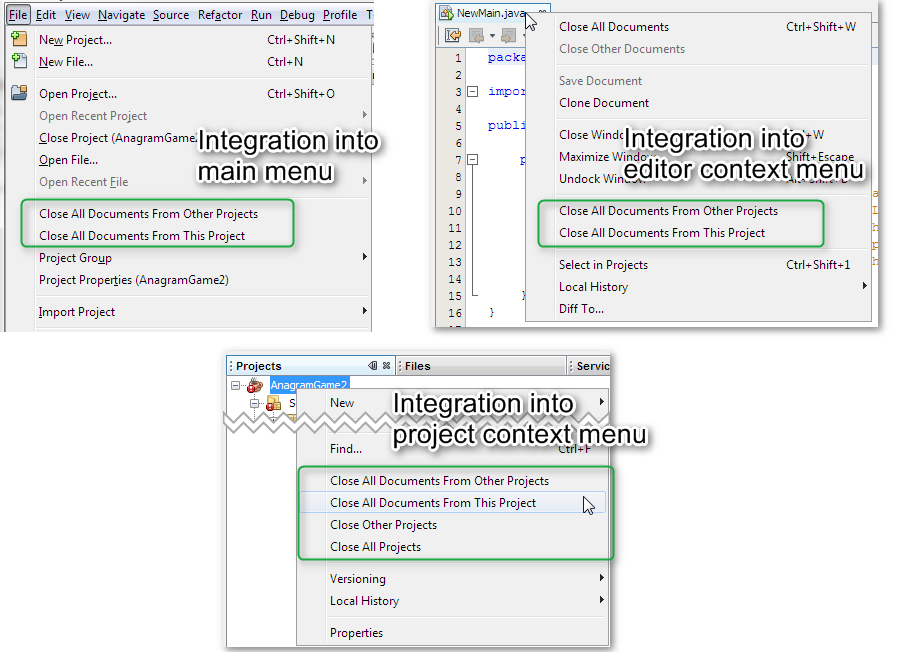 File Edit View Navigate Source Refactor Run Debug Profile T
New Project... Ctrl+Shift+N
New File... Ctrl+N
Open Project... Ctrl+Shift+O
Open Recent Project
Close Project (AnagramGame2
Open File...
Open Recent File
Integration into
main menu
Close All Documents From Other Projects
Close All Documents From This Project
Project Group
Project Properties (AnagramGame2)
Import Project
NewMain.java
1 packa
2
3 impor
4
5 publi
6
7 p
8
9
10
11
12
13
14
15 }
16 }
Close All Documents Ctrl+Shift+W
Close Other Documents
Save Document
Clone Document
Close Window
Maximize Window Shift+Escape
Undock Window
Integration into
editor context menu
Close All Documents From Other Projects
Close All Documents From This Project
Select in Projects Ctrl+Shift+1
Local History
Diff To...
Projects Files Servic
AnagramGame2
S
New
Integration into
project context menu
Find... Ctrl+F
Close All Documents From Other Projects
Close All Documents From This Project
Close Other Projects
Close All Projects
Versioning
Local History
Properties